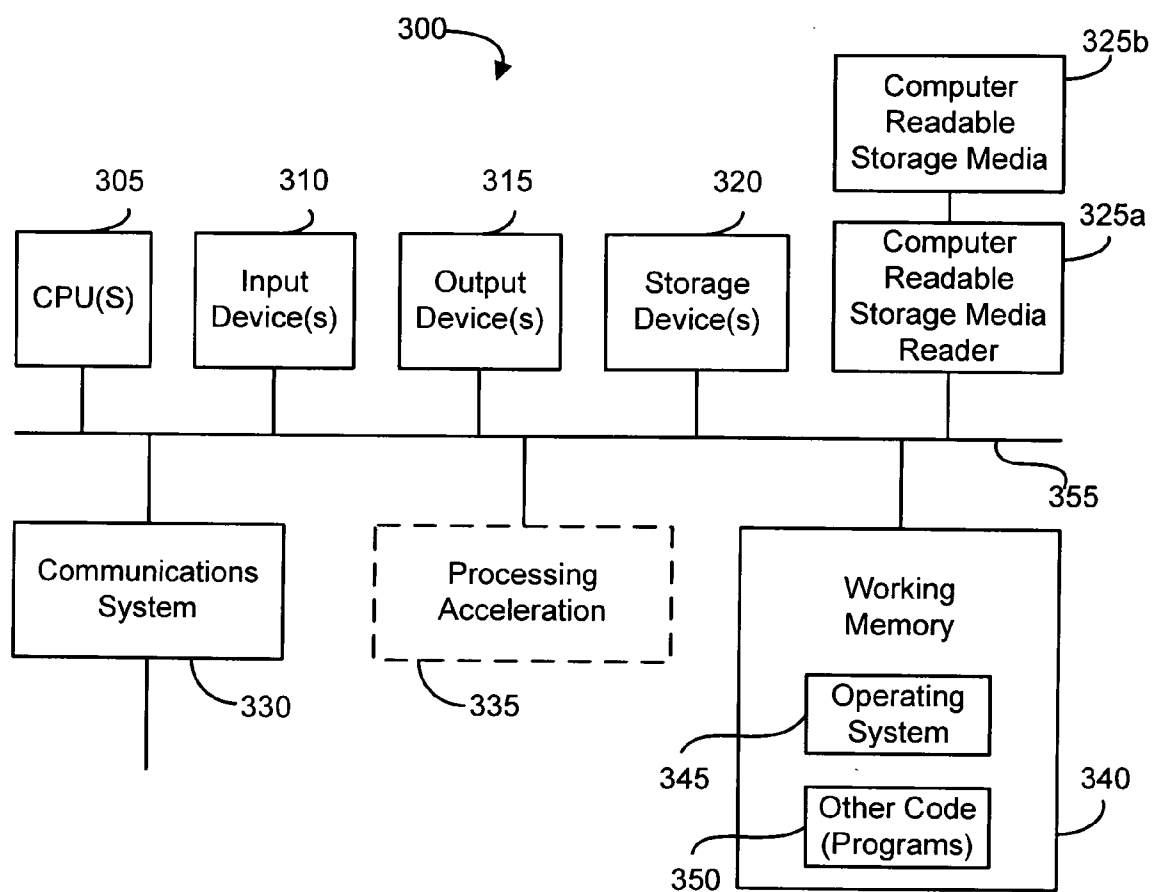 300
325b
Computer
Readable
Storage Media
305
310
315
320
325a
CPU(S)
Input
Device(s)
Output
Device(s)
Storage
Device(s)
Computer
Readable
Storage Media
Reader
355
Communications
System
Processing
Acceleration
Working
Memory
330
335
Operating
System
345
340
Other Code
(Programs)
350